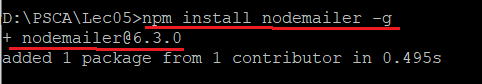 D:\PSCA\Lec05>npm install nodemailer -g
+ nodemailer@6.3.0
added 1 package from 1 contributor in 0.495s